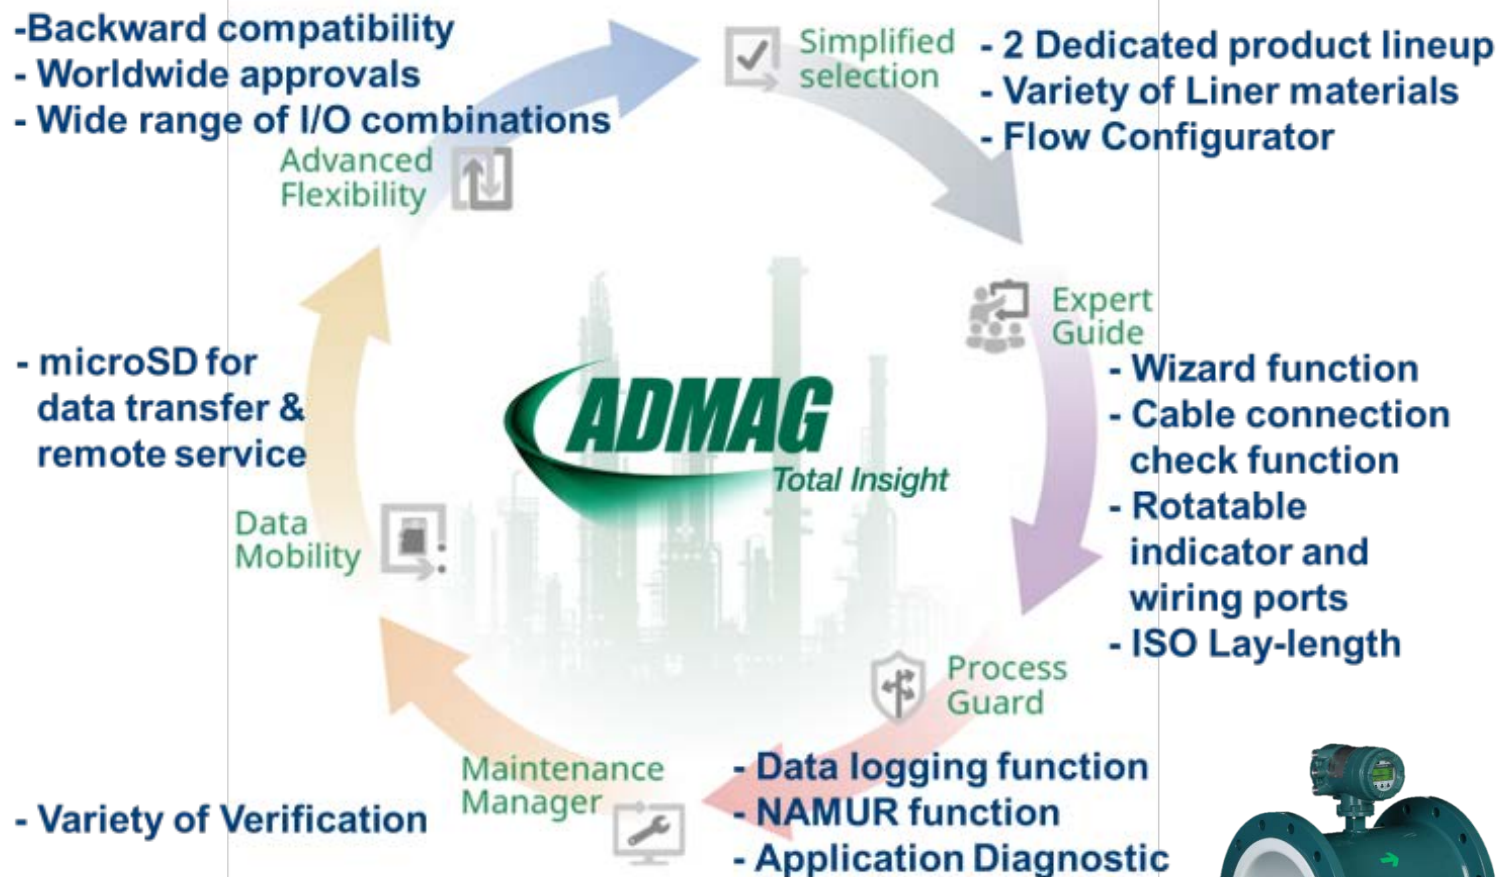 -Backward compatibility
- Worldwide approvals
- Wide range of I/O combinations
Advanced
Flexibility
Simplified
selection
- 2 Dedicated product lineup
- Variety of Liner materials
- Flow Configurator
Expert
Guide
- Wizard function
- Cable connection
check function
- Rotatable
indicator and
wiring ports
- ISO Lay-length
- microSD for
data transfer &
remote service
ADMAG
Total Insight
Data
Mobility
Process
Guard
- Data logging function
- NAMUR function
- Application Diagnostic
Maintenance
Manager
- Variety of Verification